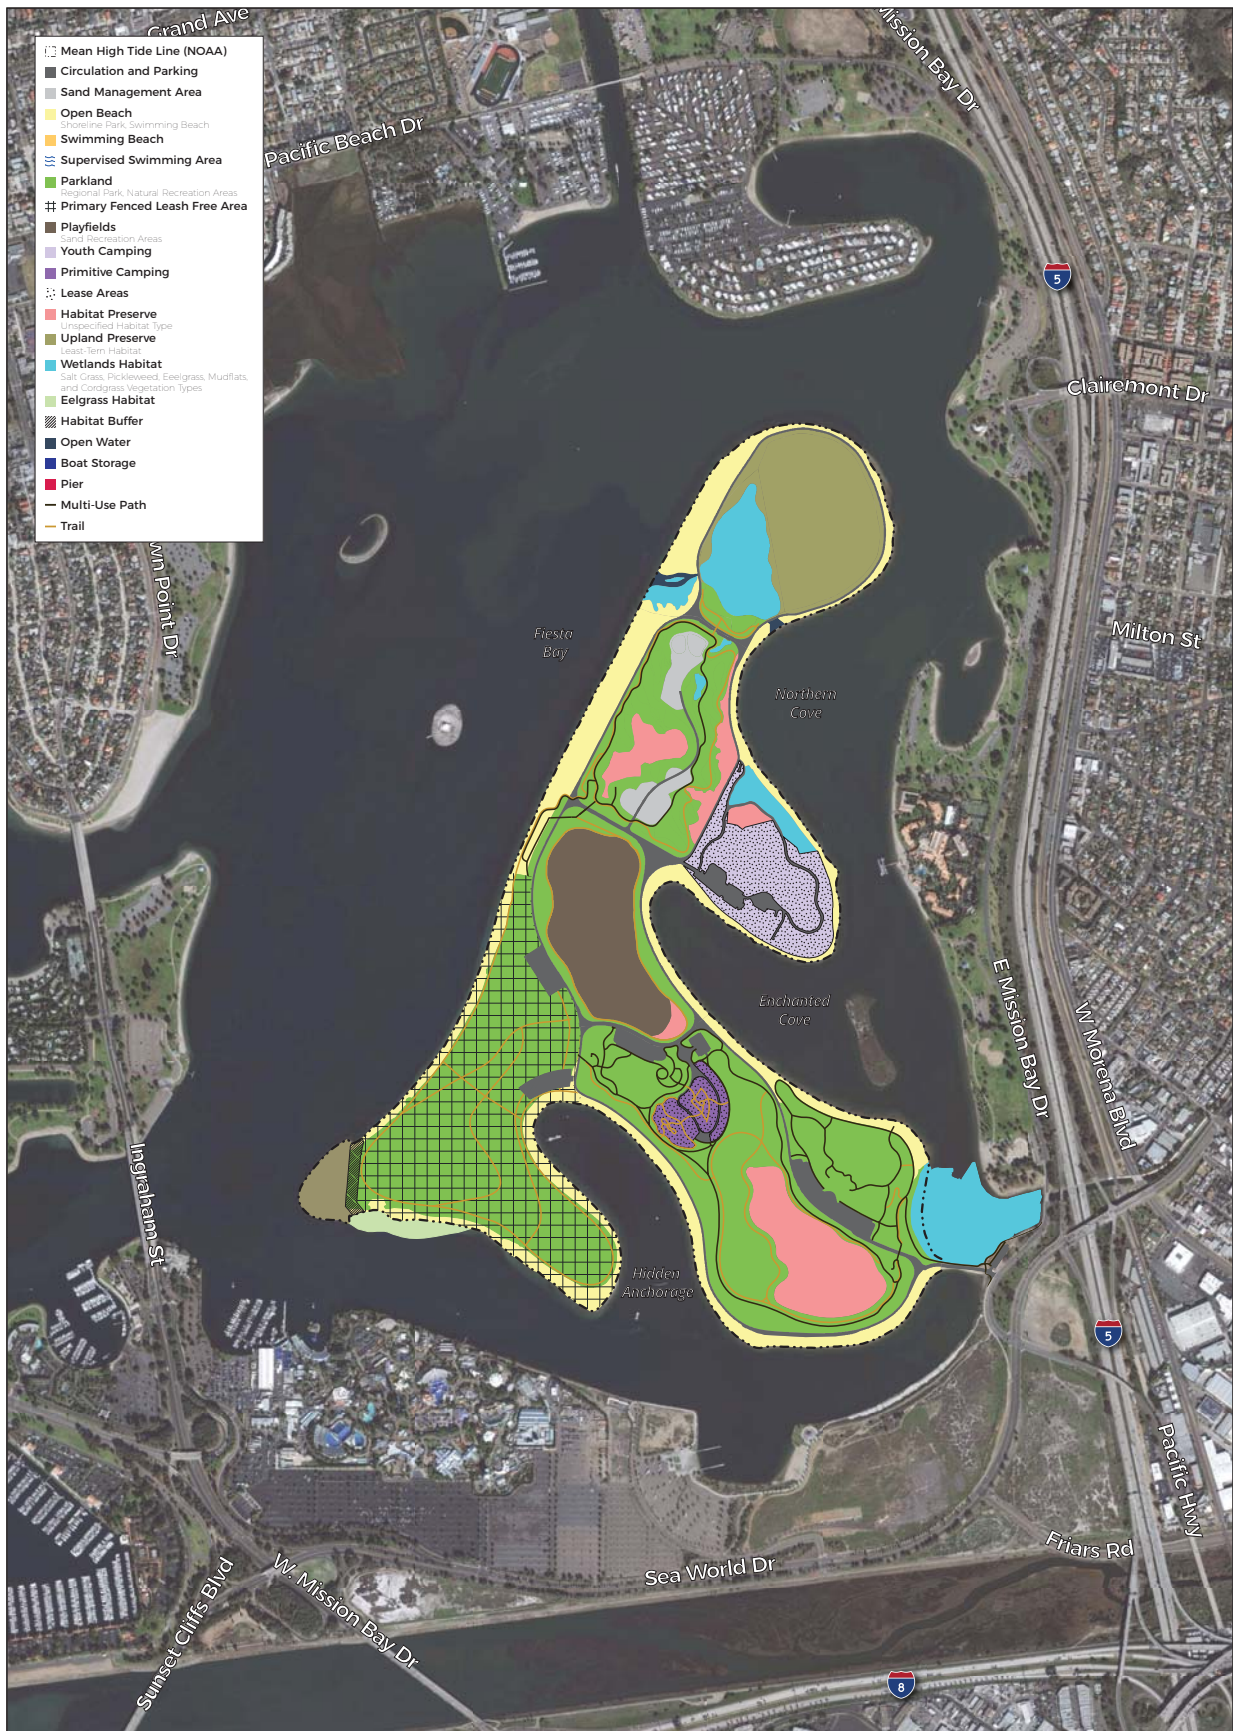 Grand Ave
Mission Bay Dr
Mean High Tide Line (NOAA)
Circulation and Parking
Sand Management Area
Open Beach
Shoreline Park, Swimming Beach
Swimming Beach
Supervised Swimming Area
Parkland
Regional Park, Natural Recreation Areas
Primary Fenced Leash Free Area
Playfields
Sand Recreation Areas
Youth Camping
Primitive Camping
Lease Areas
Habitat Preserve
Unspecified Habitat Type
Upland Preserve
Least-Tern Habitat
Wetlands Habitat
Salt Grass, Pickleweed, Eeelgrass, Mudflats,
and Cordgrass Vegetation Types
Eelgrass Habitat
Habitat Buffer
Open Water
Boat Storage
Pier
Multi-Use Path
Trail
Pacific Beach Dr
5
Clairemont Dr
wn Point Dr
Milton St
Fiesta
Bay
Northern
Cove
Enchanted
Cove
E Mission Bay Dr
W Morena Blvd
Ingraham St
Hidden
Anchorage
5
Pacific Hwy
Friars Rd
Sea World Dr
W. Mission Bay Dr
Sunset Cliffs Blvd
8